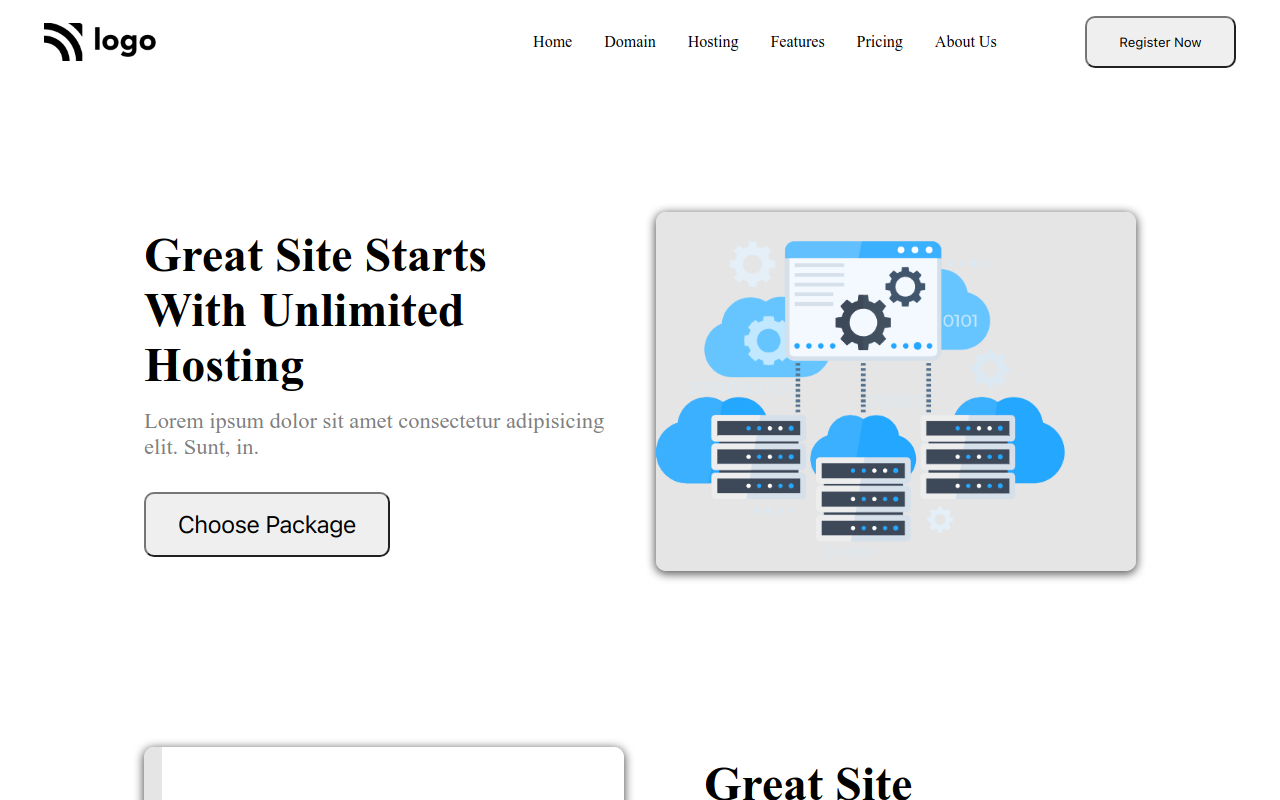 logo
Home Domain Hosting Features Pricing About Us
Register Now
Great Site Starts
With Unlimited
Hosting
Lorem ipsum dolor sit amet consectetur adipisicing
elit. Sunt, in.
Choose Package
0101
Great Site